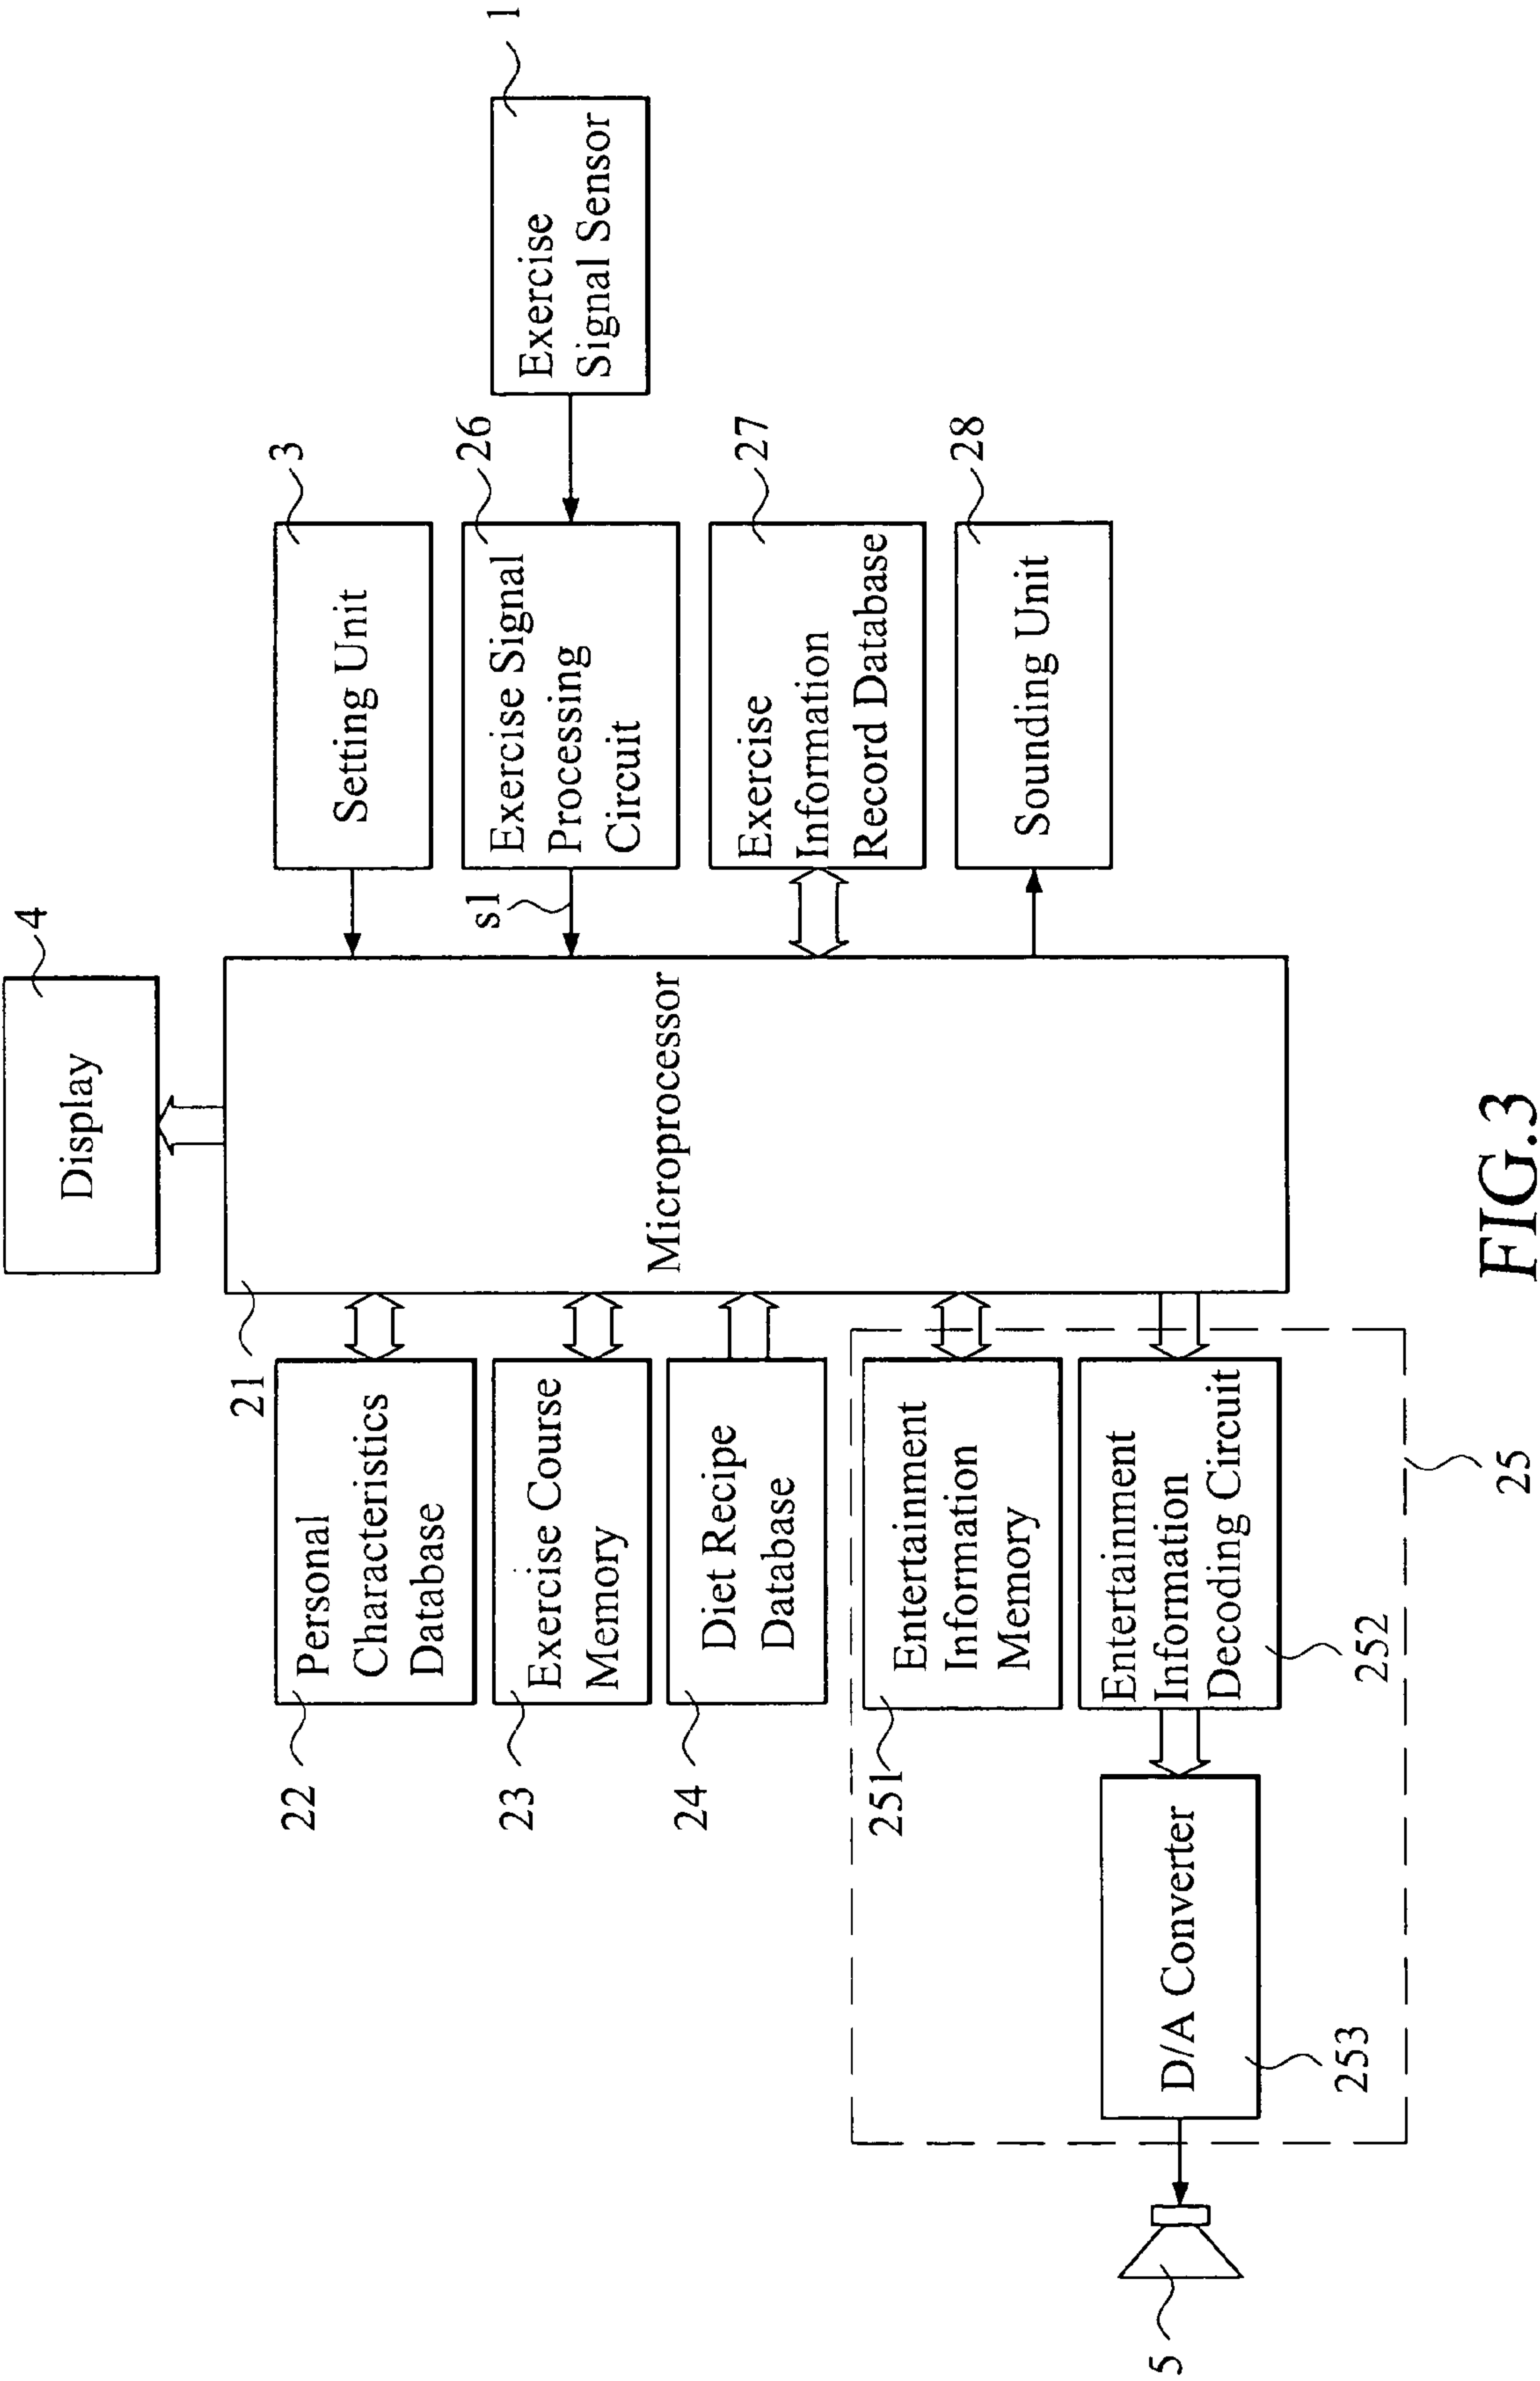 4
Display
21
Microprocessor
22
Personal
Characteristics
Database
23
Exercise Course
Memory
24
Diet Recipe
Database
251
Entertainment
Information
Memory
Entertainment
Information
Decoding Circuit
252
D/A Converter
253
25
5
3
Setting Unit
26
Exercise Signal
Processing
Circuit
s1
1
Exercise
Signal Sensor
27
Exercise
Information
Record Database
28
Sounding Unit
FIG.3